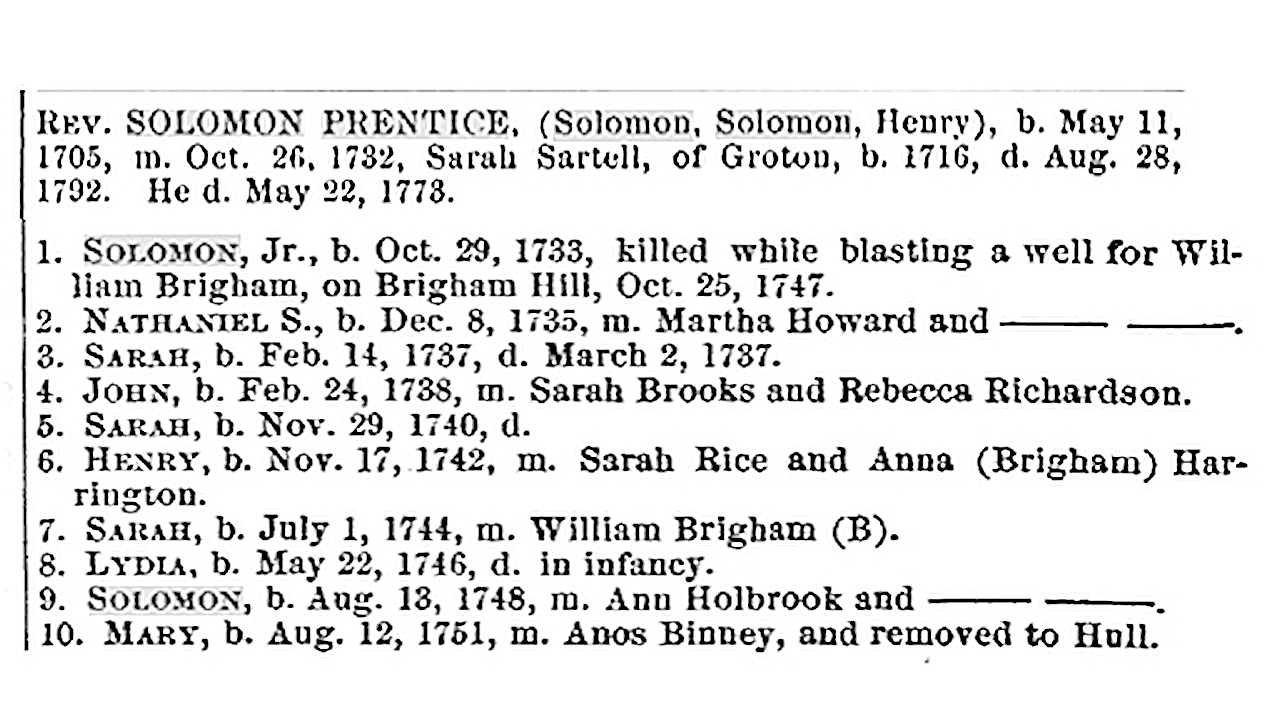 REV. SOLOMON PRENTICE, (Solomon, Solomon, Henry), b. May 11,
1705, m. Oct. 26, 1732, Sarah Sartell, of Groton, b. 1716, d. Aug. 28,
1792. He d. May 22, 1773.
1. SOLOMON, Jr., b. Oct. 29, 1733, killed while blasting a well for Wil-
liam Brigham, on Brigham Hill, Oct. 25, 1747.
2. NATHANIEL S., b. Dec. 8, 1735, m. Martha Howard and —— ——.
3. SARAH, b. Feb. 14, 1737, d. March 2, 1737.
4. JOHN, b. Feb. 24, 1738, m. Sarah Brooks and Rebecca Richardson.
5. SARAH, b. Nov. 29, 1740, d.
6. HENRY, b. Nov. 17, 1742, m. Sarah Rice and Anna (Brigham) Har-
rington.
7. SARAH, b. July 1, 1744, m. William Brigham (B).
8. LYDIA, b. May 22, 1746, d. in infancy.
9. SOLOMON, b. Aug. 13, 1748, m. Ann Holbrook and —— ——.
10. MARY, b. Aug. 12, 1751, m. Anos Binney, and removed to Hull.